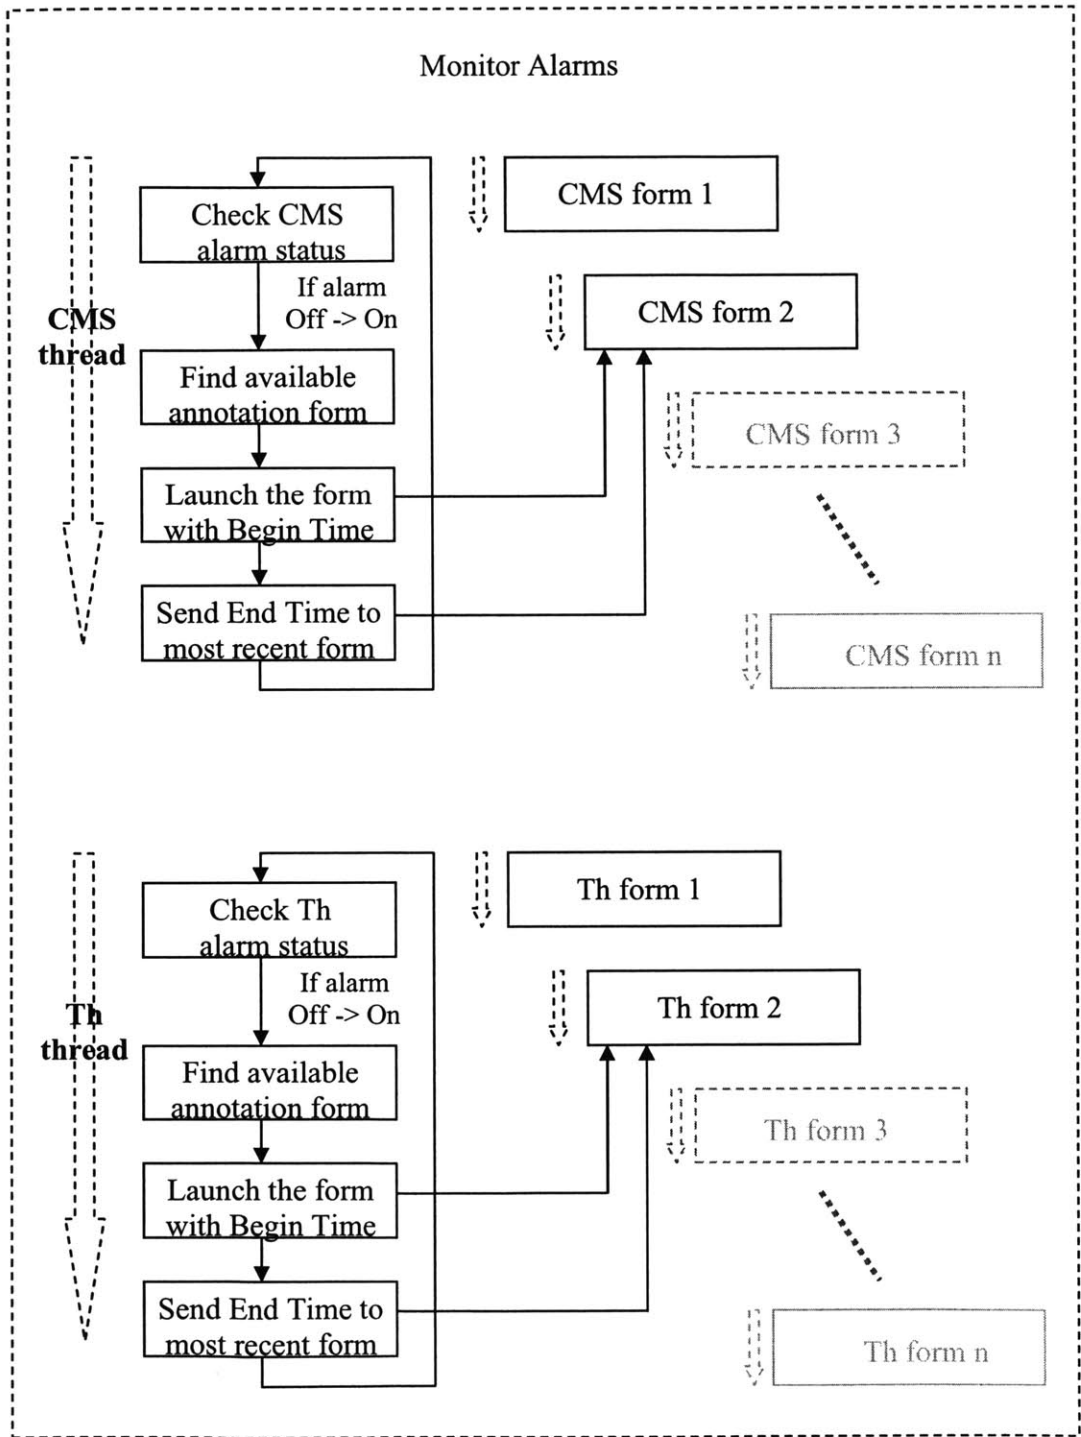 Monitor Alarms
CMS thread
Check CMS
alarm status
If alarm
Off -> On
Find available
annotation form
Launch the form
with Begin Time
Send End Time to
most recent form
CMS form 1
CMS form 2
CMS form 3
CMS form n
Th
thread
Check Th
alarm status
If alarm
Off -> On
Find available
annotation form
Launch the form
with Begin Time
Send End Time to
most recent form
Th form 1
Th form 2
Th form 3
Th form n